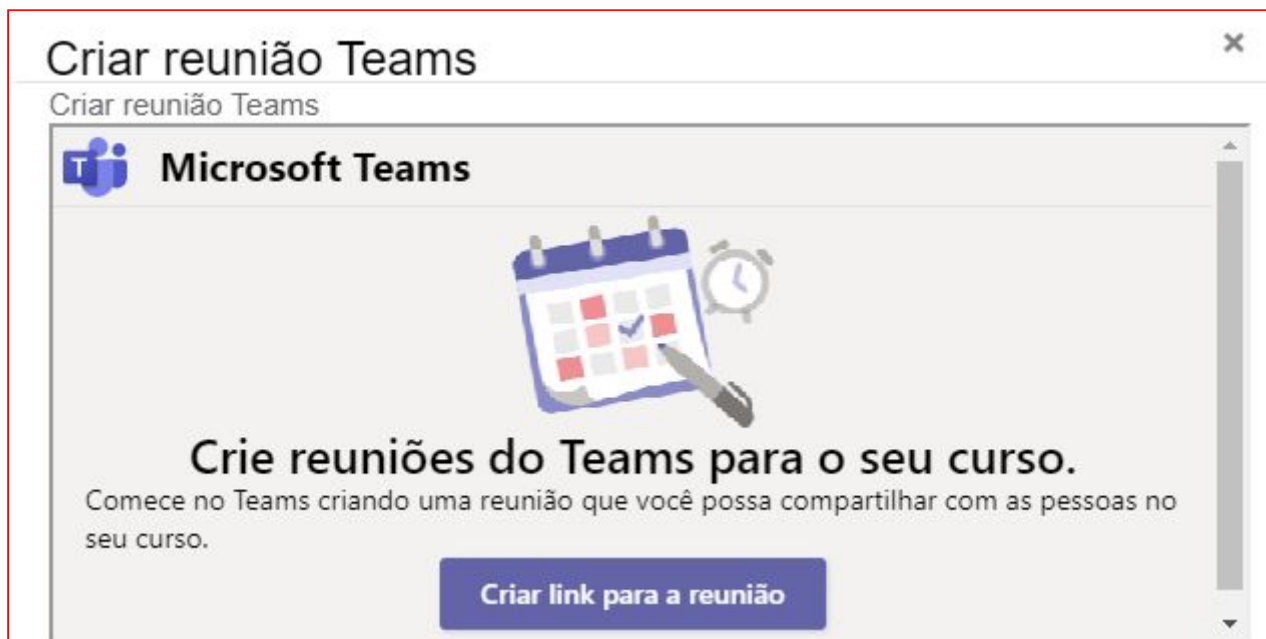 Criar reunião Teams
Criar reunião Teams
Microsoft Teams
Crie reuniões do Teams para o seu curso.
Comece no Teams criando uma reunião que você possa compartilhar com as pessoas no
seu curso.
Criar link para a reunião